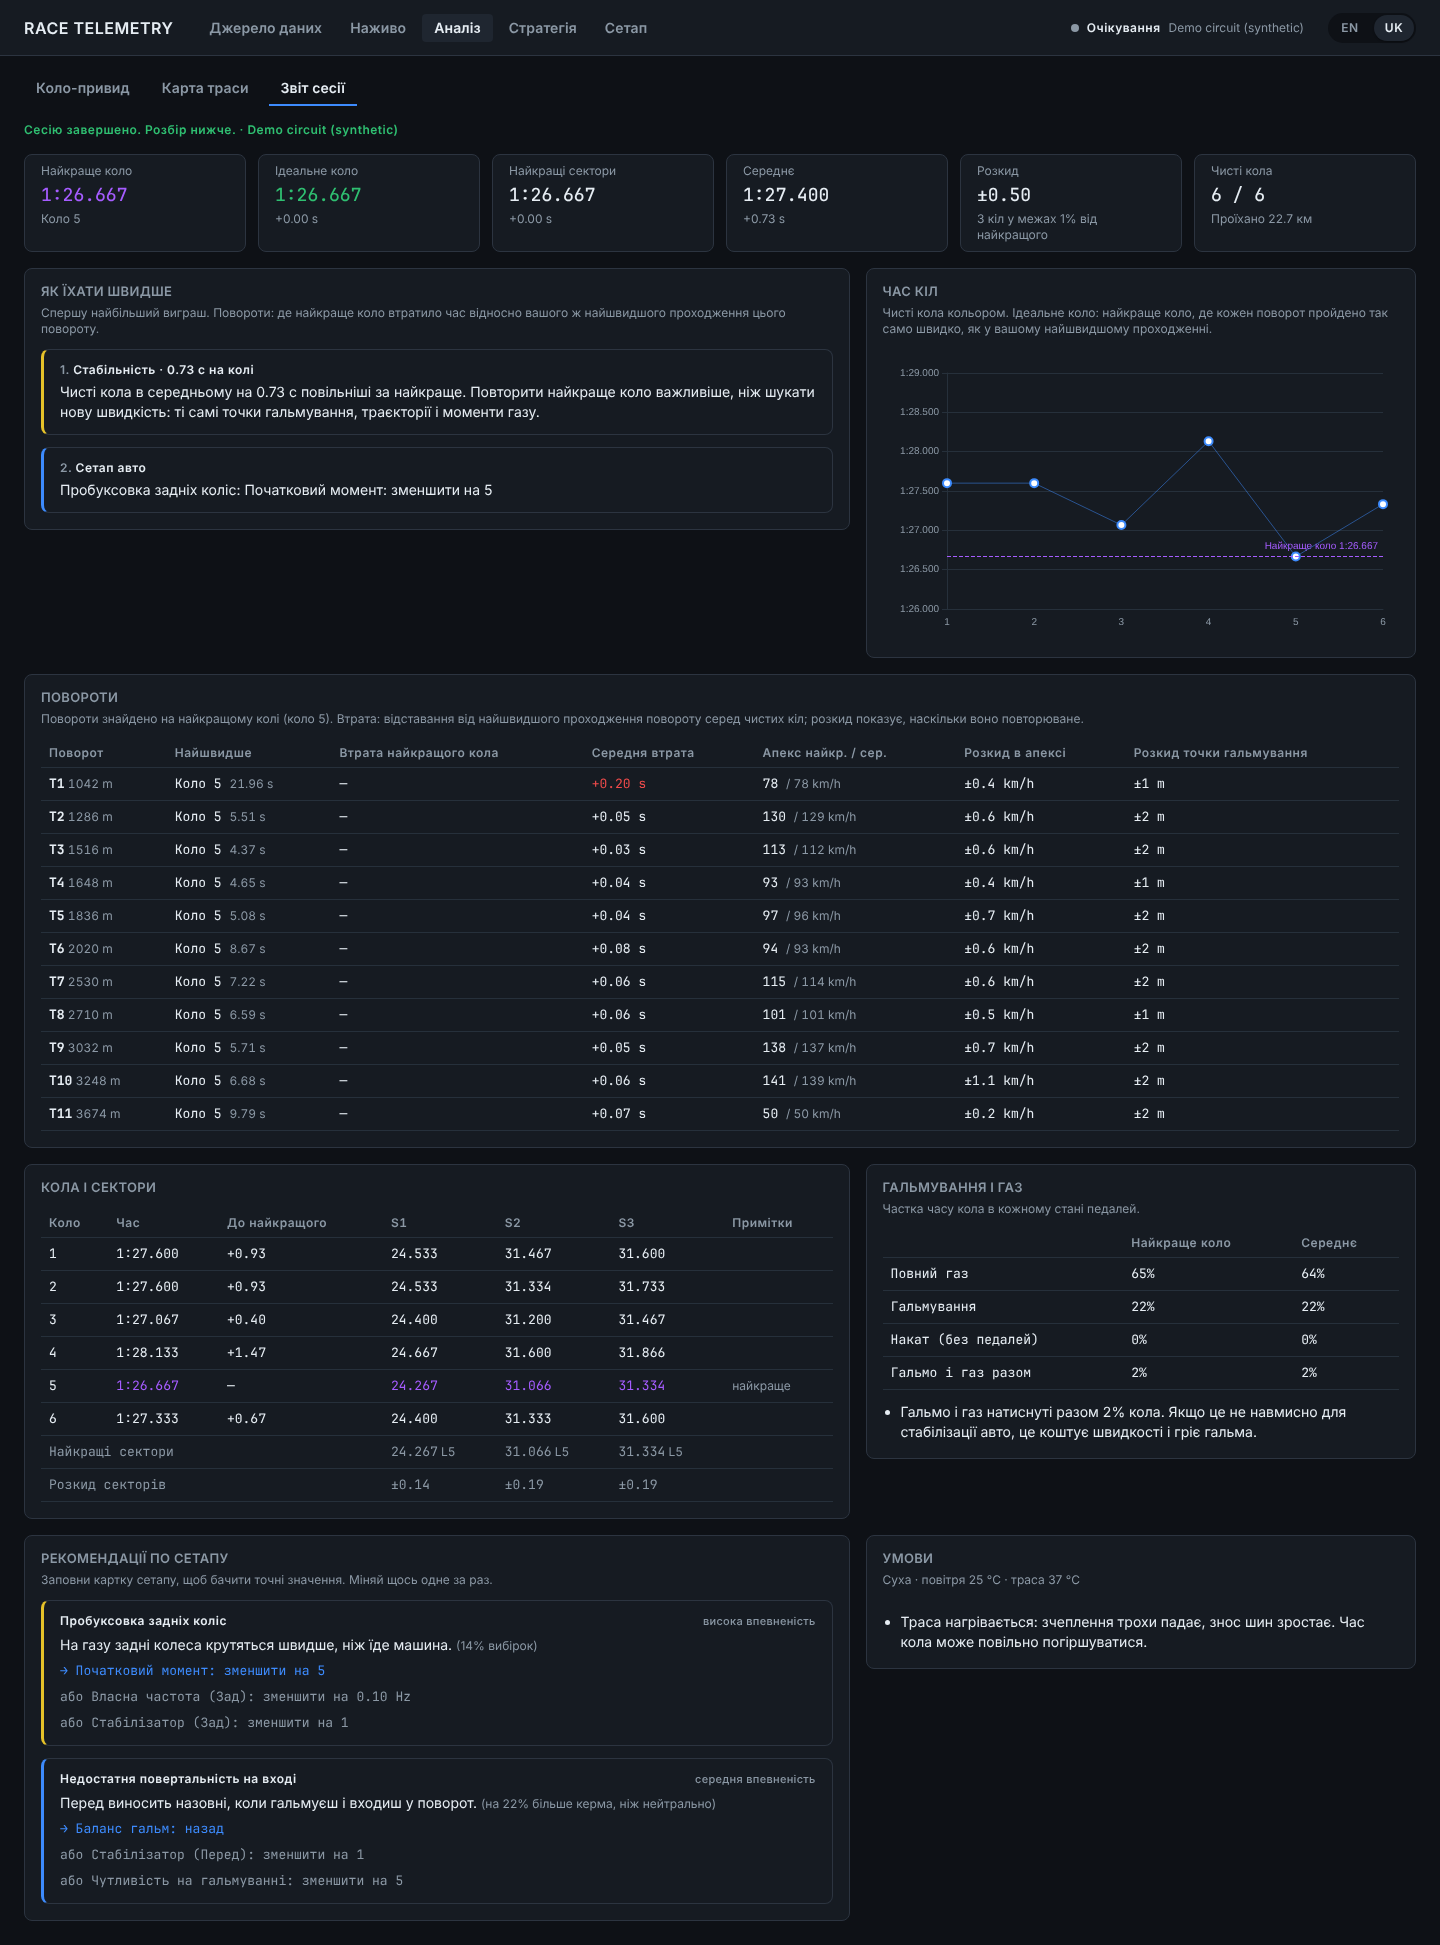 RACE TELEMETRY
Джерело даних
Наживо
Аналіз
Стратегія
Сетап
Очікування Demo circuit (synthetic)
EN
UK
Коло-привид
Карта траси
Звіт сесії
Сесію завершено. Розбір нижче. · Demo circuit (synthetic)
Найкраще коло
1:26.667
Коло 5
Ідеальне коло
1:26.667
+0.00 s
Найкращі сектори
1:26.667
+0.00 s
Середнє
1:27.400
+0.73 s
Розкид
±0.50
3 кіл у межах 1% від
найкращого
Чисті кола
6 / 6
Проїхано 22.7 км
ЯК ЇХАТИ ШВИДШЕ
Спершу найбільший виграш. Повороти: де найкраще коло втратило час відносно вашого ж найшвидшого проходження цього
повороту.
1. Стабільність · 0.73 с на колі
Чисті кола в середньому на 0.73 с повільніші за найкраще. Повторити найкраще коло важливіше, ніж шукати
нову швидкість: ті самі точки гальмування, траєкторії і моменти газу.
2. Сетап авто
Пробуксовка задніх коліс: Початковий момент: зменшити на 5
ЧАС КІЛ
Чисті кола кольором. Ідеальне коло: найкраще коло, де кожен поворот пройдено так
само швидко, як у вашому найшвидшому проходженні.
1:29.000
1:28.500
1:28.000
1:27.500
1:27.000
1:26.500
1:26.000
Найкраще коло 1:26.667
1 2 3 4 5 6
ПОВОРОТИ
Повороти знайдено на найкращому колі (коло 5). Втрата: відставання від найшвидшого проходження повороту серед чистих кіл; розкид показує, наскільки воно повторюване.
Поворот Найшвидше Втрата найкращого кола Середня втрата Апекс найкр. / сер. Розкид в апексі Розкид точки гальмування
T1 1042 m Коло 5 21.96 s — +0.20 s 78 / 78 km/h ±0.4 km/h ±1 m
T2 1286 m Коло 5 5.51 s — +0.05 s 130 / 129 km/h ±0.6 km/h ±2 m
T3 1516 m Коло 5 4.37 s — +0.03 s 113 / 112 km/h ±0.6 km/h ±2 m
T4 1648 m Коло 5 4.65 s — +0.04 s 93 / 93 km/h ±0.4 km/h ±1 m
T5 1836 m Коло 5 5.08 s — +0.04 s 97 / 96 km/h ±0.7 km/h ±2 m
T6 2020 m Коло 5 8.67 s — +0.08 s 94 / 93 km/h ±0.6 km/h ±2 m
T7 2530 m Коло 5 7.22 s — +0.06 s 115 / 114 km/h ±0.6 km/h ±2 m
T8 2710 m Коло 5 6.59 s — +0.06 s 101 / 101 km/h ±0.5 km/h ±1 m
T9 3032 m Коло 5 5.71 s — +0.05 s 138 / 137 km/h ±0.7 km/h ±2 m
T10 3248 m Коло 5 6.68 s — +0.06 s 141 / 139 km/h ±1.1 km/h ±2 m
T11 3674 m Коло 5 9.79 s — +0.07 s 50 / 50 km/h ±0.2 km/h ±2 m
КОЛА І СЕКТОРИ
Коло Час До найкращого S1 S2 S3 Примітки
1 1:27.600 +0.93 24.533 31.467 31.600
2 1:27.600 +0.93 24.533 31.334 31.733
3 1:27.067 +0.40 24.400 31.200 31.467
4 1:28.133 +1.47 24.667 31.600 31.866
5 1:26.667 — 24.267 31.066 31.334 найкраще
6 1:27.333 +0.67 24.400 31.333 31.600
Найкращі сектори 24.267 L5 31.066 L5 31.334 L5
Розкид секторів ±0.14 ±0.19 ±0.19
ГАЛЬМУВАННЯ І ГАЗ
Частка часу кола в кожному стані педалей.
Найкраще коло Середнє
Повний газ 65% 64%
Гальмування 22% 22%
Накат (без педалей) 0% 0%
Гальмо і газ разом 2% 2%
• Гальмо і газ натиснуті разом 2% кола. Якщо це не навмисно для
стабілізації авто, це коштує швидкості і гріє гальма.
РЕКОМЕНДАЦІЇ ПО СЕТАПУ
Заповни картку сетапу, щоб бачити точні значення. Міняй щось одне за раз.
Пробуксовка задніх коліс висока впевненість
На газу задні колеса крутяться швидше, ніж їде машина. (14% вибірок)
→ Початковий момент: зменшити на 5
або Власна частота (Зад): зменшити на 0.10 Hz
або Стабілізатор (Зад): зменшити на 1
Недостатня повертальність на вході середня впевненість
Перед виносить назовні, коли гальмуєш і входиш у поворот. (на 22% більше керма, ніж нейтрально)
→ Баланс гальм: назад
або Стабілізатор (Перед): зменшити на 1
або Чутливість на гальмуванні: зменшити на 5
УМОВИ
Суха · повітря 25 °C · траса 37 °C
• Траса нагрівається: зчеплення трохи падає, знос шин зростає. Час
кола може повільно погіршуватися.